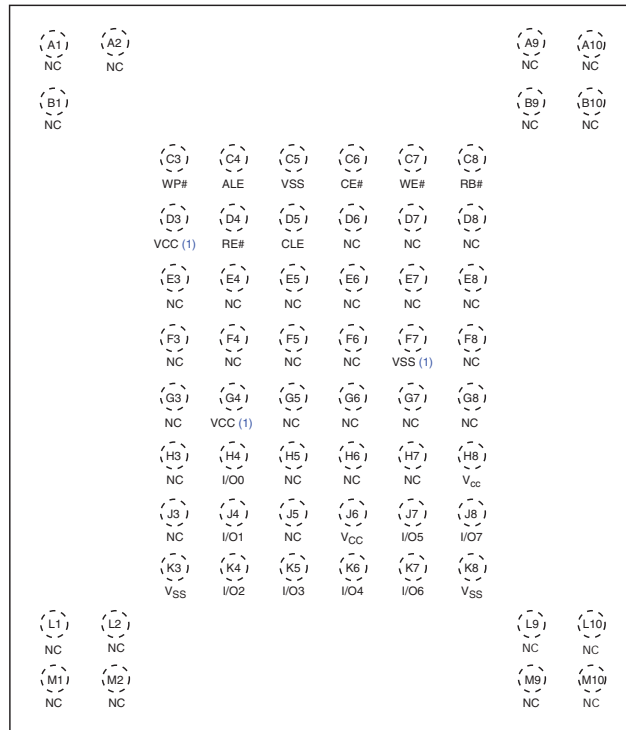 A1 A2 A9 A10
NC NC NC NC
B1 B9 B10
NC NC NC
C3 C4 C5 C6 C7 C8
WP# ALE VSS CE# WE# RB#
D3 D4 D5 D6 D7 D8
VCC (1) RE# CLE NC NC NC
E3 E4 E5 E6 E7 E8
NC NC NC NC NC NC
F3 F4 F5 F6 F7 F8
NC NC NC NC VSS (1) NC
G3 G4 G5 G6 G7 G8
NC VCC (1) NC NC NC NC
H3 H4 H5 H6 H7 H8
NC I/O0 NC NC NC Vcc
J3 J4 J5 J6 J7 J8
NC I/O1 NC VCC I/O5 I/O7
K3 K4 K5 K6 K7 K8
VSS I/O2 I/O3 I/O4 I/O6 VSS
L1 L2 L9 L10
NC NC NC NC
M1 M2 M9 M10
NC NC NC NC